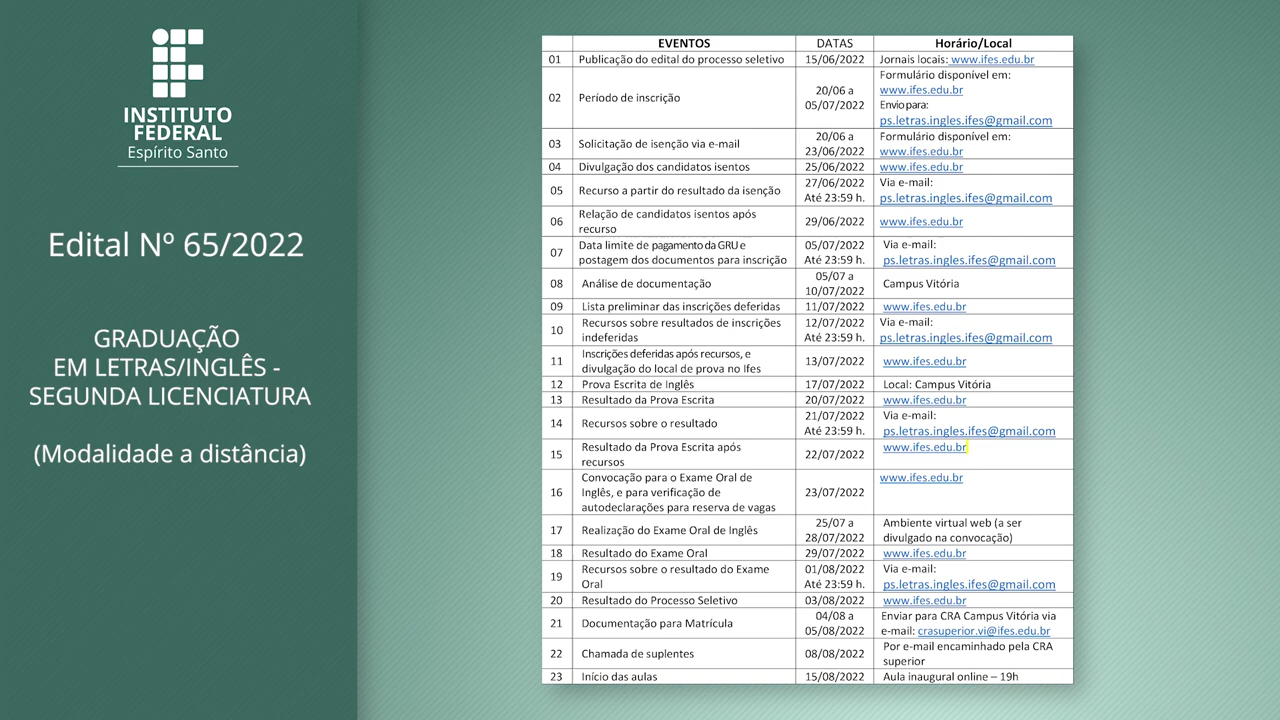 INSTITUTO
FEDERAL
Espírito Santo
Edital Nº 65/2022
GRADUAÇÃO
EM LETRAS/INGLÊS -
SEGUNDA LICENCIATURA
(Modalidade a distância)
EVENTOS DATAS Horário/Local
01 Publicação do edital do processo seletivo 15/06/2022 Jornais locais: www.ifes.edu.br
02 Período de inscrição 20/06 a 05/07/2022 Formulário disponível em:
www.ifes.edu.br
Envio para:
ps.letras.ingles.ifes@gmail.com
03 Solicitação de isenção via e-mail 20/06 a 23/06/2022 Formulário disponível em:
www.ifes.edu.br
04 Divulgação dos candidatos isentos 25/06/2022 www.ifes.edu.br
05 Recurso a partir do resultado da isenção 27/06/2022 Até 23:59 h. Via e-mail:
ps.letras.ingles.ifes@gmail.com
06 Relação de candidatos isentos após
recurso 29/06/2022 www.ifes.edu.br
07 Data limite de pagamento da GRU e
postagem dos documentos para inscrição 05/07/2022 Até 23:59 h. Via e-mail:
ps.letras.ingles.ifes@gmail.com
08 Análise de documentação 05/07 a 10/07/2022 Campus Vitória
09 Lista preliminar das inscrições deferidas 11/07/2022 www.ifes.edu.br
10 Recursos sobre resultados de inscrições
indeferidas 12/07/2022 Até 23:59 h. Via e-mail:
ps.letras.ingles.ifes@gmail.com
11 Inscrições deferidas após recursos, e
divulgação do local de prova no Ifes 13/07/2022 www.ifes.edu.br
12 Prova Escrita de Inglês 17/07/2022 Local: Campus Vitória
13 Resultado da Prova Escrita 20/07/2022 www.ifes.edu.br
14 Recursos sobre o resultado 21/07/2022 Até 23:59 h. Via e-mail:
ps.letras.ingles.ifes@gmail.com
15 Resultado da Prova Escrita após
recursos 22/07/2022 www.ifes.edu.br
16 Convocação para o Exame Oral de
Inglês, e para verificação de
autodeclarações para reserva de vagas 23/07/2022 www.ifes.edu.br
17 Realização do Exame Oral de Inglês 25/07 a 28/07/2022 Ambiente virtual web (a ser
divulgado na convocação)
18 Resultado do Exame Oral 29/07/2022 www.ifes.edu.br
19 Recursos sobre o resultado do Exame
Oral 01/08/2022 Até 23:59 h. Via e-mail:
ps.letras.ingles.ifes@gmail.com
20 Resultado do Processo Seletivo 03/08/2022 www.ifes.edu.br
21 Documentação para Matrícula 04/08 a 05/08/2022 Enviar para CRA Campus Vitória via
e-mail: crasuperior.vi@ifes.edu.br
22 Chamada de suplentes 08/08/2022 Por e-mail encaminhado pela CRA
superior
23 Início das aulas 15/08/2022 Aula inaugural online – 19h